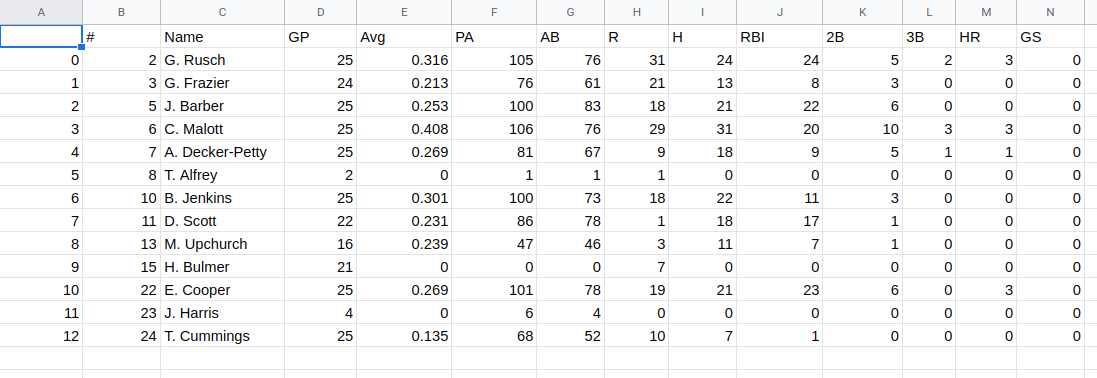 A B C D E F G H I J K L M N
# Name GP Avg PA AB R H RBI 2B 3B HR GS
0 2 G. Rusch 25 0.316 105 76 31 24 24 5 2 3 0
1 3 G. Frazier 24 0.213 76 61 21 13 8 3 0 0 0
2 5 J. Barber 25 0.253 100 83 18 21 22 6 0 0 0
3 6 C. Malott 25 0.408 106 76 29 31 20 10 3 3 0
4 7 A. Decker-Petty 25 0.269 81 67 9 18 9 5 1 1 0
5 8 T. Alfrey 2 0 1 1 1 0 0 0 0 0 0
6 10 B. Jenkins 25 0.301 100 73 18 22 11 3 0 0 0
7 11 D. Scott 22 0.231 86 78 1 18 17 1 0 0 0
8 13 M. Upchurch 16 0.239 47 46 3 11 7 1 0 0 0
9 15 H. Bulmer 21 0 0 0 7 0 0 0 0 0 0
10 22 E. Cooper 25 0.269 101 78 19 21 23 6 0 3 0
11 23 J. Harris 4 0 6 4 0 0 0 0 0 0 0
12 24 T. Cummings 25 0.135 68 52 10 7 1 0 0 0 0